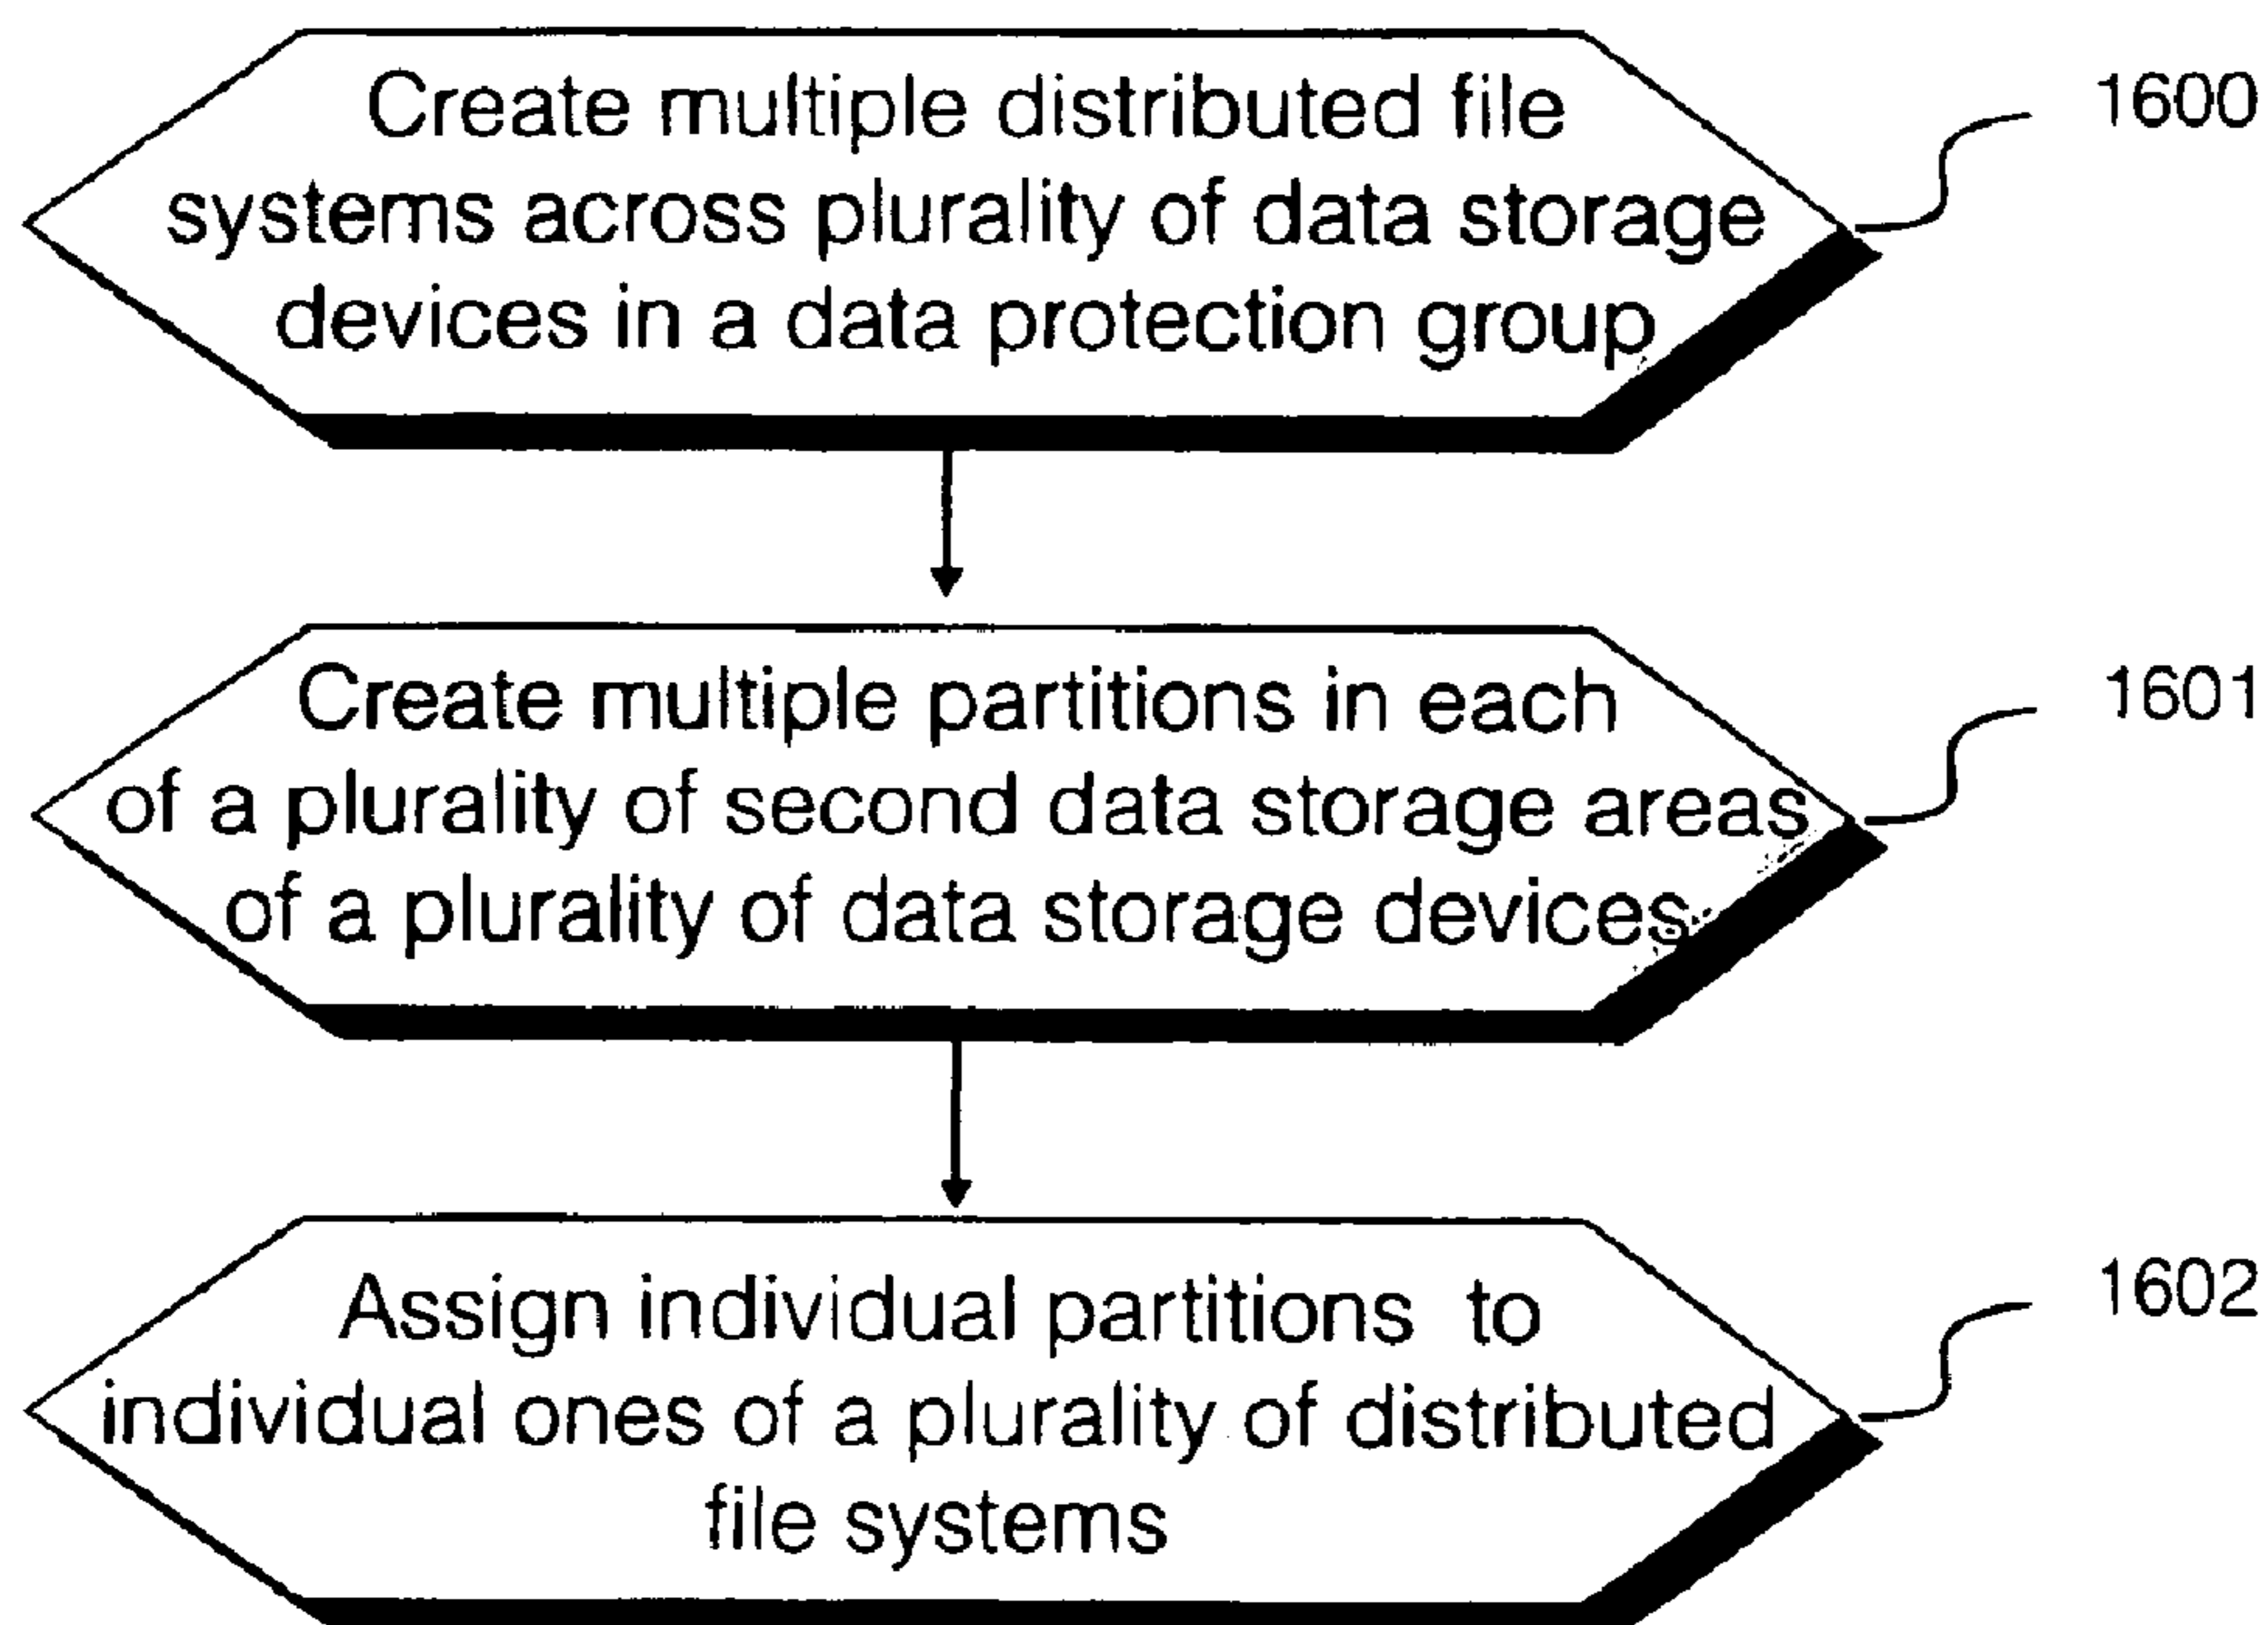 Create multiple distributed file
systems across plurality of data storage
devices in a data protection group
1600
Create multiple partitions in each
of a plurality of second data storage areas
of a plurality of data storage devices
1601
Assign individual partitions to
individual ones of a plurality of distributed
file systems
1602